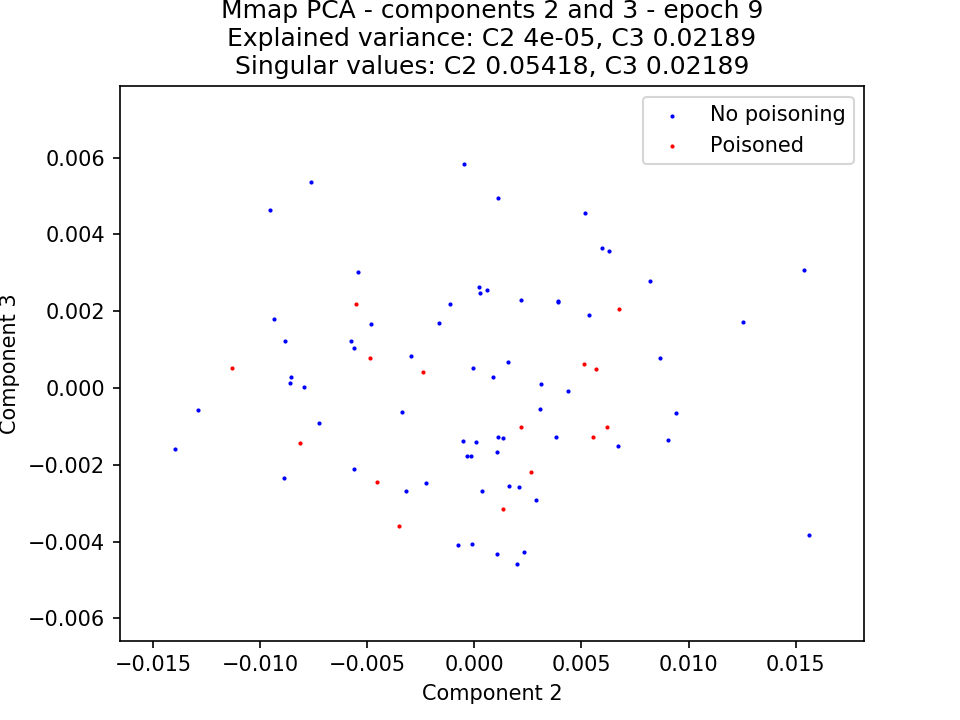 Mmap PCA - components 2 and 3 - epoch 9
Explained variance: C2 4e-05, C3 0.02189
Singular values: C2 0.05418, C3 0.02189
No poisoning
Poisoned
0.006
0.004
0.002
0.000
−0.002
−0.004
−0.006
Component 3
−0.015 −0.010 −0.005 0.000 0.005 0.010 0.015
Component 2